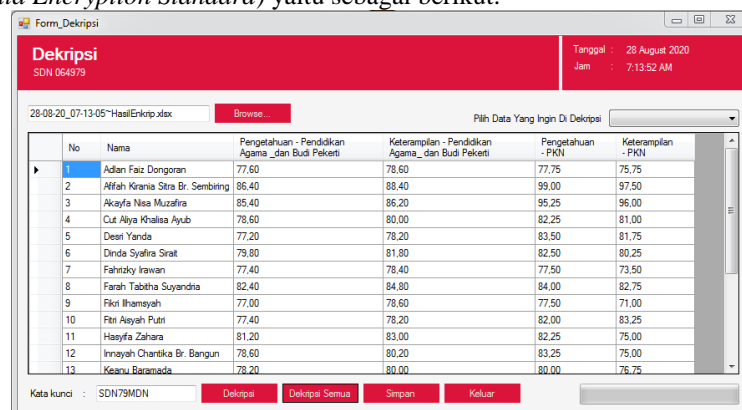 ta Encryption Standard) yaitu sebagai berikut:
Form_Dekripsi
Dekripsi
SDN 064979
Tanggal : 28 August 2020
Jam : 7:13:52 AM
28-08-20_07-13-05~HasilEnkrip.xlsx Browse... Pilih Data Yang Ingin Di Dekripsi
No Nama Pengetahuan - Pendidikan Agama _dan Budi Pekerti Keterampilan - Pendidikan Agama_ dan Budi Pekerti Pengetahuan - PKN Keterampilan - PKN
1 Adlan Faiz Dongoran 77,60 78,60 77,75 75,75
2 Afifah Kirania Sitra Br. Sembiring 86,40 88,40 99,00 97,50
3 Akayfa Nisa Muzafira 85,40 86,20 95,25 96,00
4 Cut Aliya Khalisa Ayub 78,60 80,00 82,25 81,00
5 Desri Yanda 77,20 78,20 83,50 81,75
6 Dinda Syafira Sirait 79,80 81,80 82,50 80,25
7 Fahrizky Irawan 77,40 78,40 77,50 73,50
8 Farah Tabitha Suyandria 82,40 84,80 84,00 82,75
9 Fikri Ilhamsyah 77,00 78,60 77,50 71,00
10 Fitri Aisyah Putri 77,40 78,20 82,00 83,25
11 Hasyifa Zahara 81,20 83,00 82,25 75,00
12 Innayah Chantika Br. Bangun 78,60 80,20 83,25 75,00
13 Keanu Baramada 78,20 80,00 80,00 76,75
Kata kunci : SDN79MDN Dekripsi Dekripsi Semua Simpan Keluar